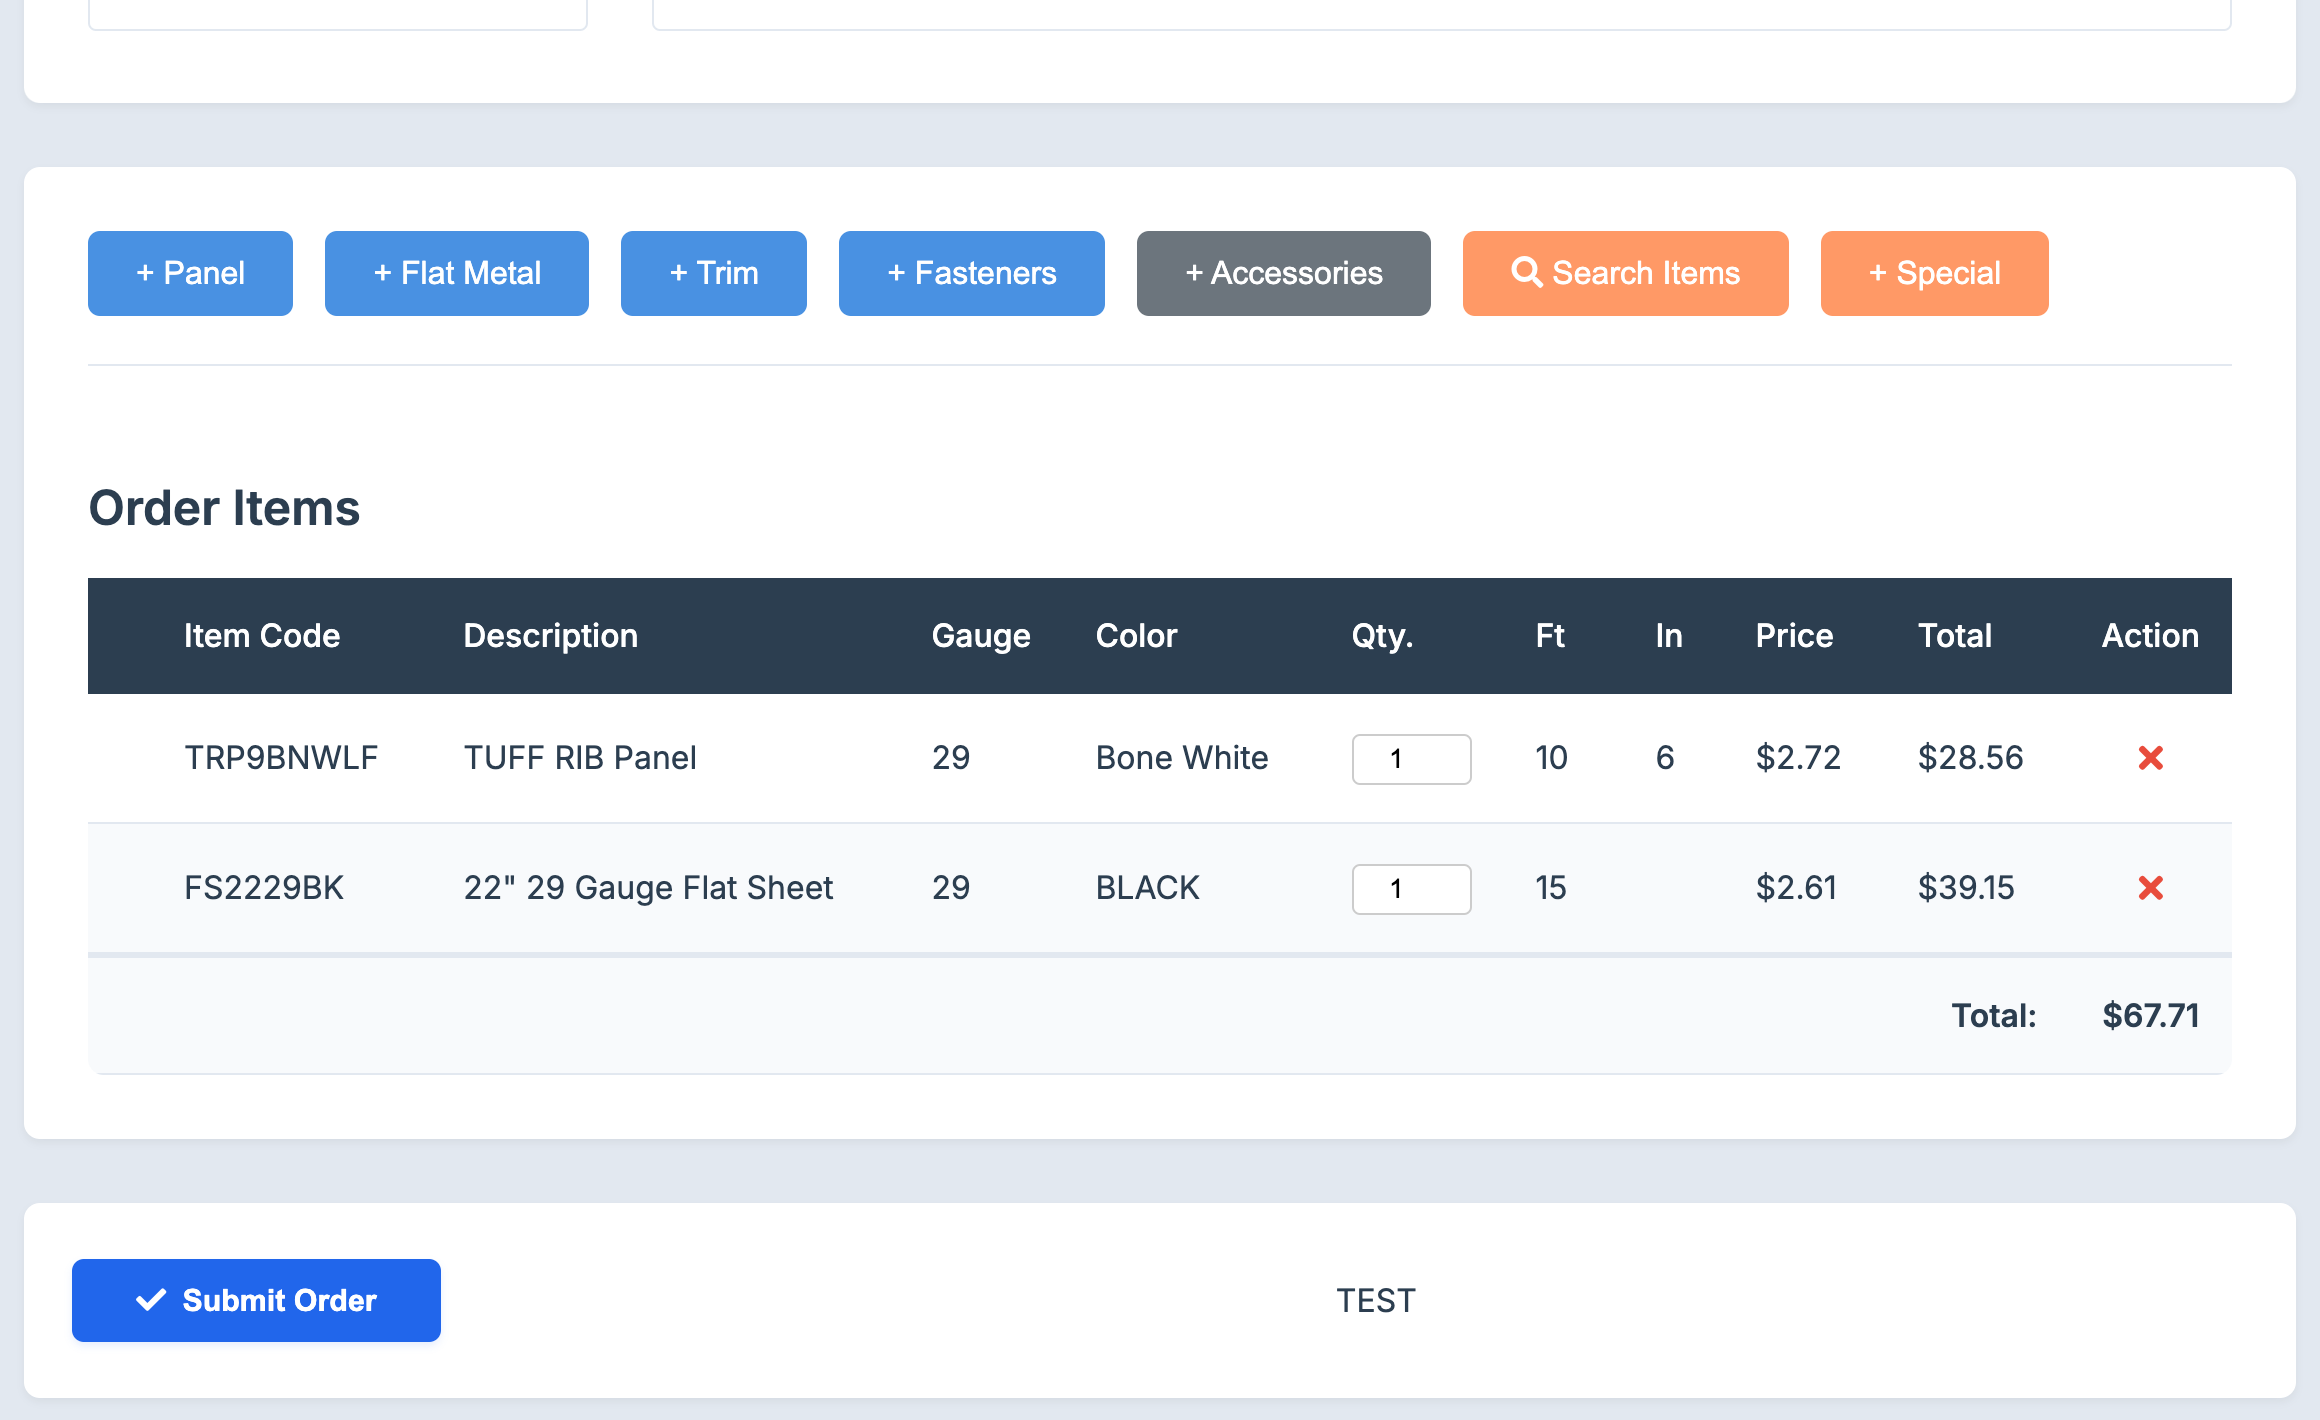 + Panel + Flat Metal + Trim + Fasteners + Accessories Search Items + Special
Order Items
Item Code Description Gauge Color Qty. Ft In Price Total Action
TRP9BNWLF TUFF RIB Panel 29 Bone White 1 10 6 $2.72 $28.56
FS2229BK 22" 29 Gauge Flat Sheet 29 BLACK 1 15 $2.61 $39.15
Total: $67.71
Submit Order TEST